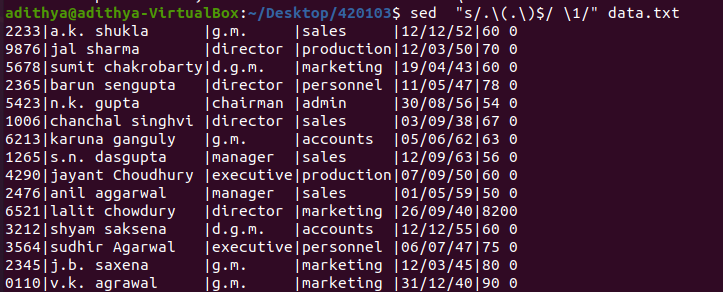 adithya@adithya-VirtualBox:~/Desktop/420103$ sed  "s/.\(.\)$/ \1/" data.txt
2233|a.k. shukla     |g.m.     |sales     |12/12/52|60 0
9876|jal sharma      |director |production|12/03/50|70 0
5678|sumit chakrobarty|d.g.m.   |marketing |19/04/43|60 0
2365|barun sengupta  |director |personnel |11/05/47|78 0
5423|n.k. gupta      |chairman |admin     |30/08/56|54 0
1006|chanchal singhvi |director |sales     |03/09/38|67 0
6213|karuna ganguly  |g.m.     |accounts  |05/06/62|63 0
1265|s.n. dasgupta   |manager  |sales     |12/09/63|56 0
4290|jayant Choudhury |executive|production|07/09/50|60 0
2476|anil aggarwal   |manager  |sales     |01/05/59|50 0
6521|lalit chowdury  |director |marketing |26/09/40|8200
3212|shyam saksena   |d.g.m.   |accounts  |12/12/55|60 0
3564|sudhir Agarwal  |executive|personnel |06/07/47|75 0
2345|j.b. saxena     |g.m.     |marketing |12/03/45|80 0
0110|v.k. agrawal    |g.m.     |marketing |31/12/40|90 0